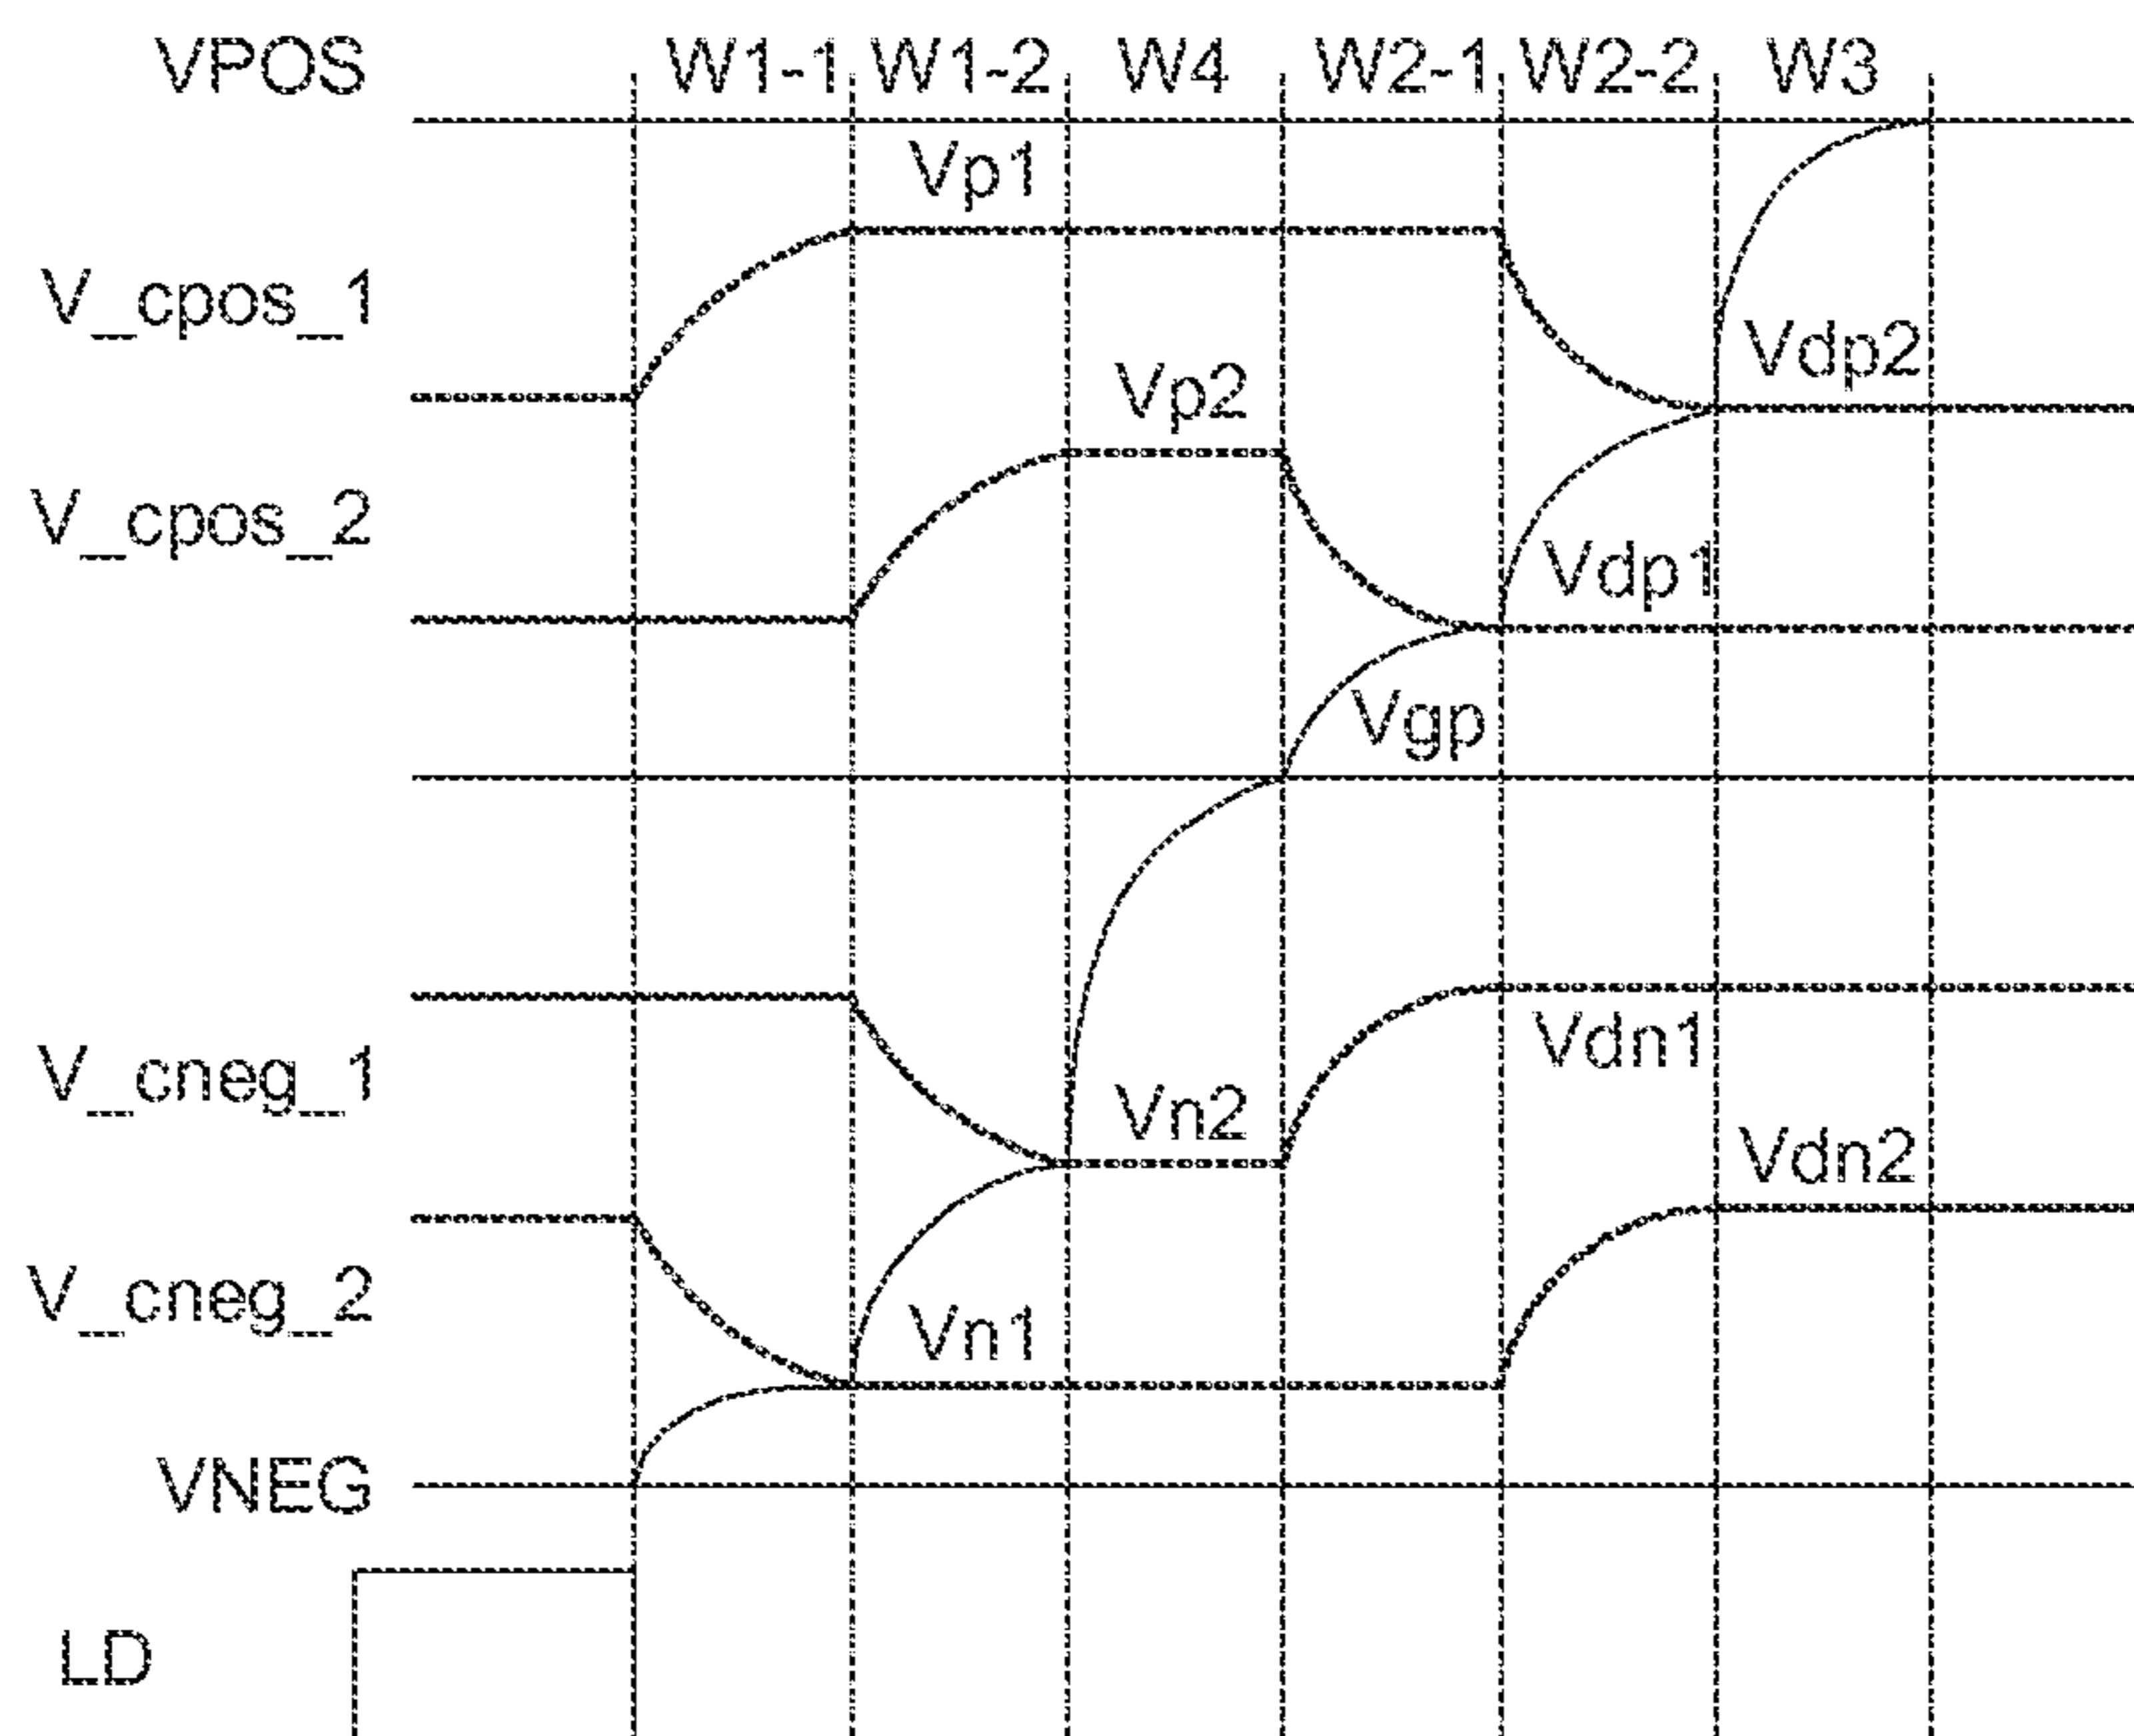 VPOS W1-1 W1-2 W4 W2-1 W2-2 W3
Vp1
V_cpos_1
Vdp2
Vp2
V_cpos_2
Vdp1
Vgp
V_cneg_1
Vdn1
Vn2
Vdn2
V_cneg_2
Vn1
VNEG
LD